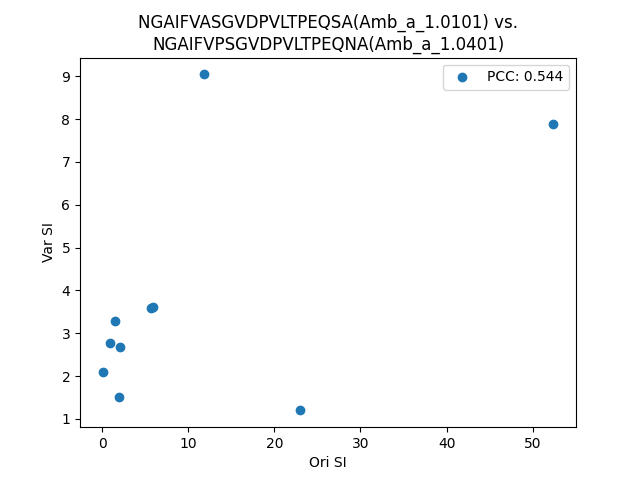 NGAIFVASGVDPVLTPEQSA(Amb_a_1.0101) vs.
NGAIFVPSGVDPVLTPEQNA(Amb_a_1.0401)
PCC: 0.544
9
8
7
6
5
4
3
2
1
Var SI
0 10 20 30 40 50
Ori SI